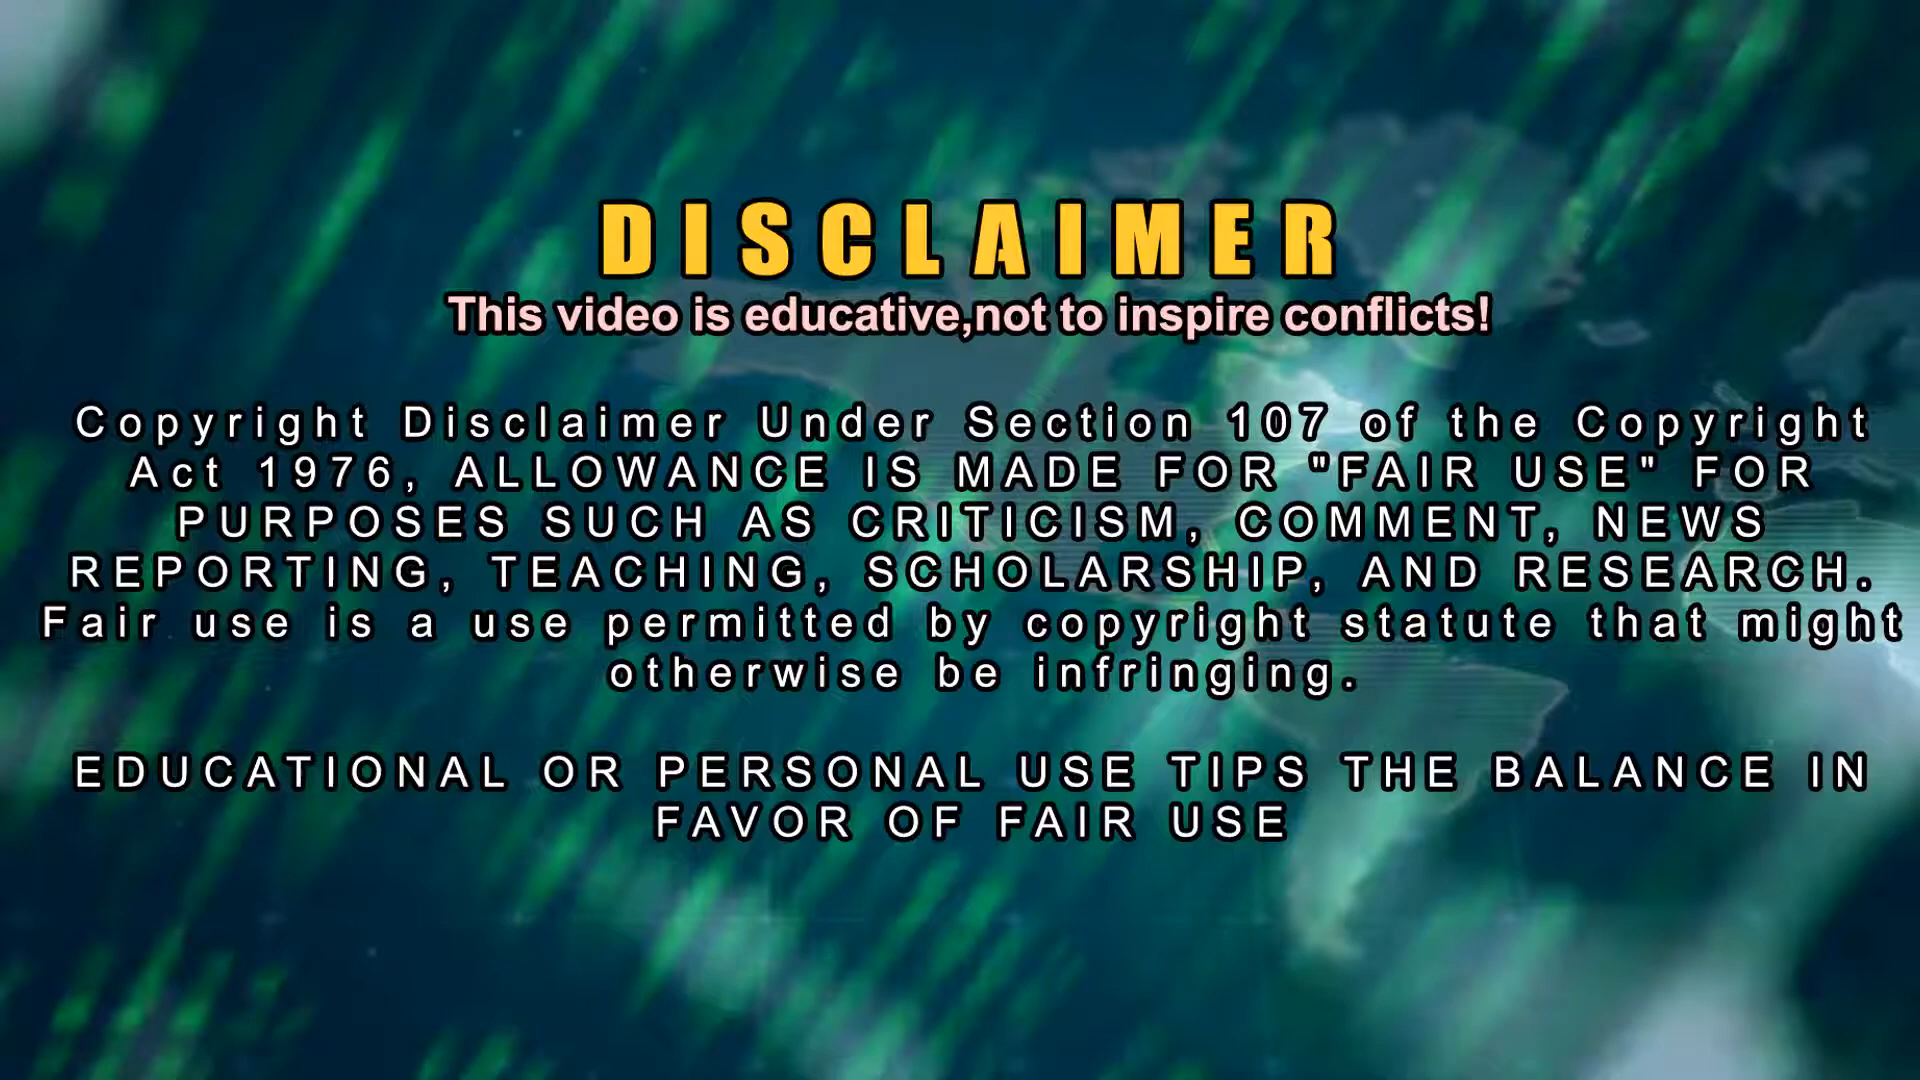 DISCLAIMER
This video is educative,not to inspire conflicts!
Copyright Disclaimer Under Section 107 of the Copyright
Act 1976, ALLOWANCE IS MADE FOR "FAIR USE" FOR
PURPOSES SUCH AS CRITICISM, COMMENT, NEWS
REPORTING, TEACHING, SCHOLARSHIP, AND RESEARCH.
Fair use is a use permitted by copyright statute that might
otherwise be infringing.
EDUCATIONAL OR PERSONAL USE TIPS THE BALANCE IN
FAVOR OF FAIR USE